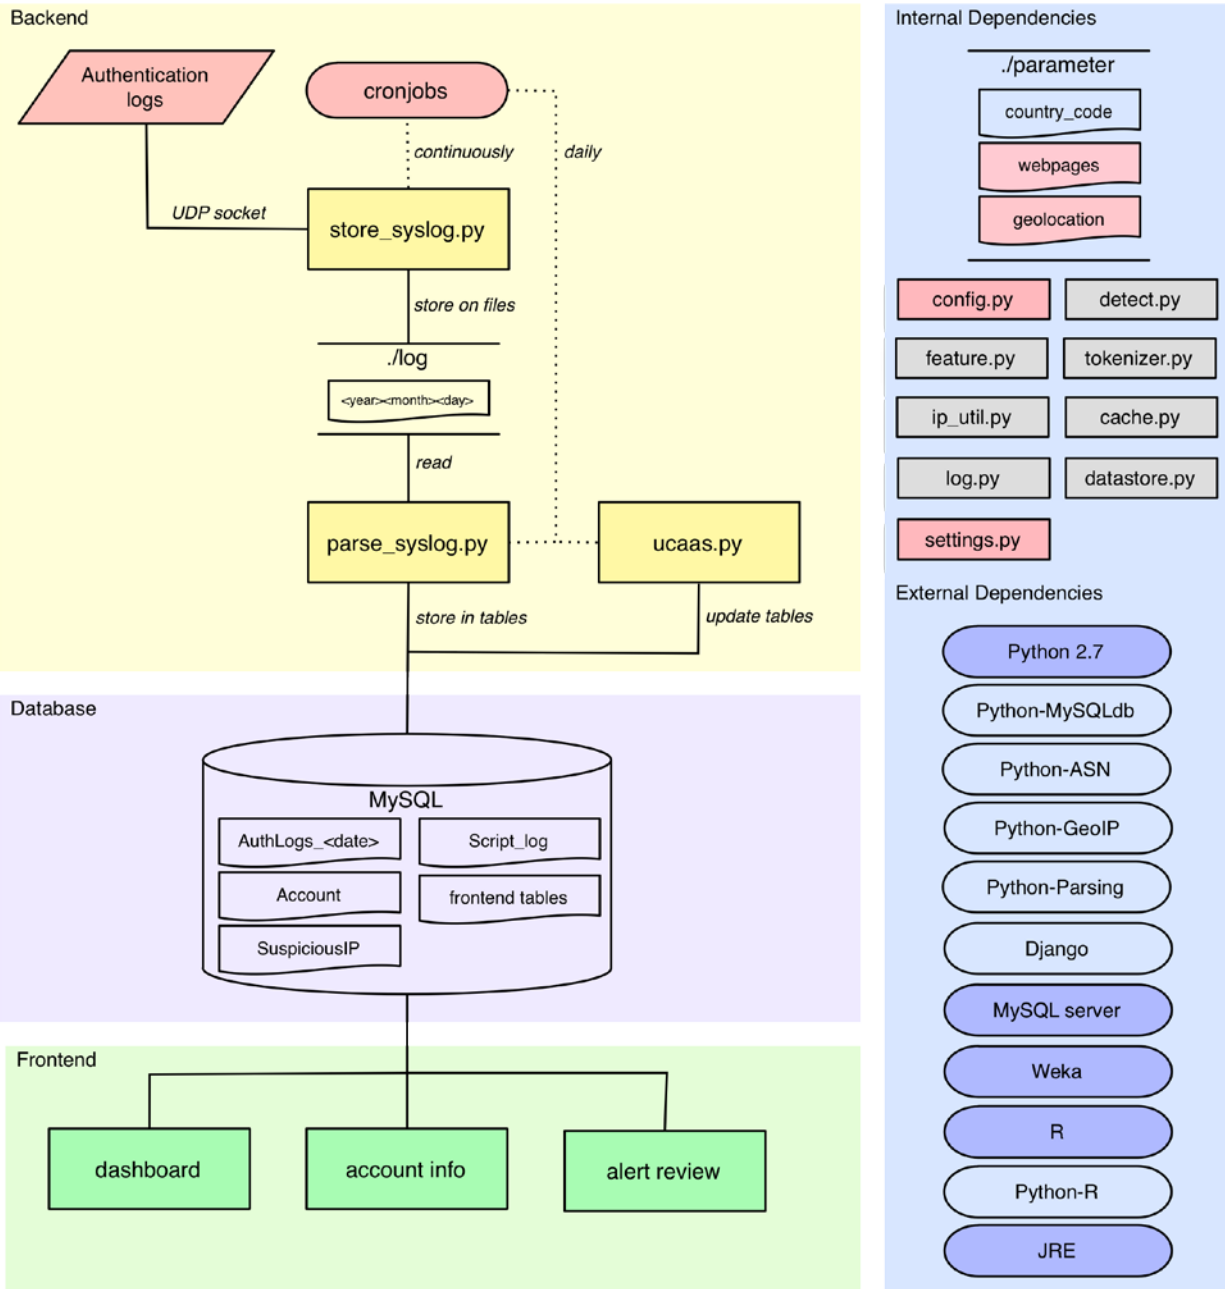 Backend
Authentication
logs
cronjobs
continuously
daily
UDP socket
store_syslog.py
store on files
./log
<year><month><day>
read
parse_syslog.py
ucaas.py
store in tables
update tables
Database
MySQL
AuthLogs_<date>
Script_log
Account
frontend tables
SuspiciousIP
Frontend
dashboard
account info
alert review
Internal Dependencies
./parameter
country_code
webpages
geolocation
config.py
detect.py
feature.py
tokenizer.py
ip_util.py
cache.py
log.py
datastore.py
settings.py
External Dependencies
Python 2.7
Python-MySQLdb
Python-ASN
Python-GeoIP
Python-Parsing
Django
MySQL server
Weka
R
Python-R
JRE